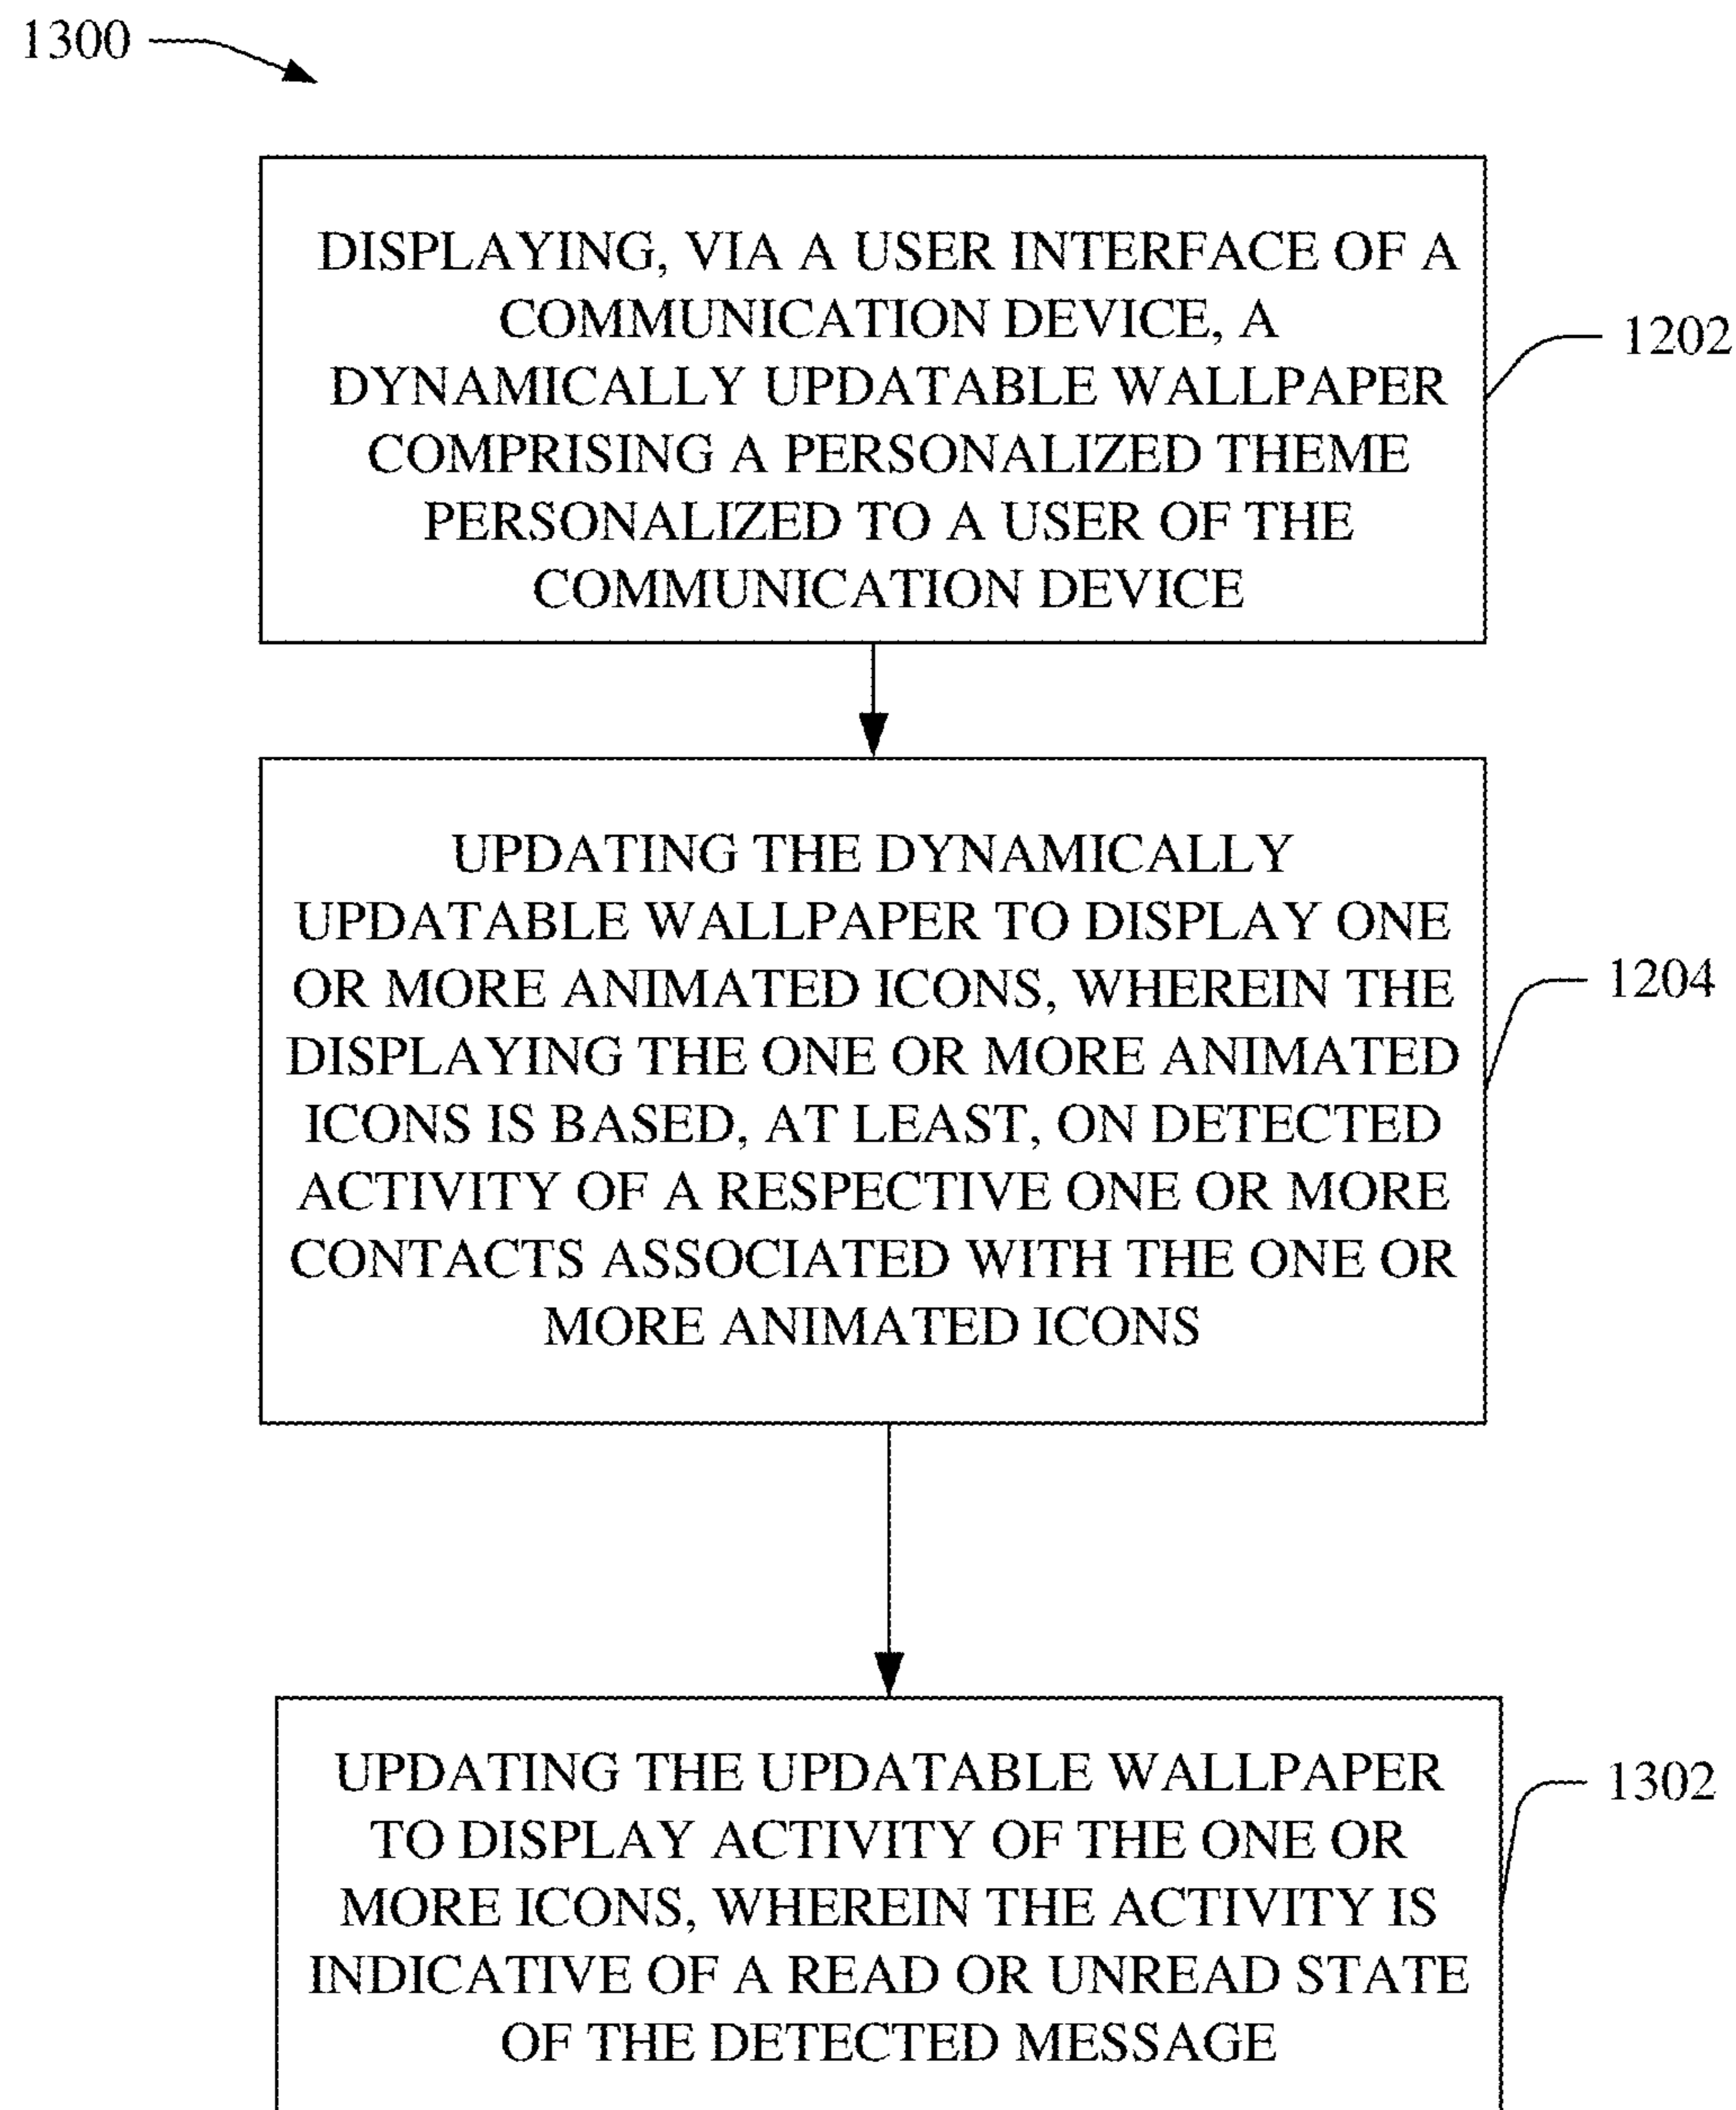 1300
DISPLAYING, VIA A USER INTERFACE OF A
COMMUNICATION DEVICE, A
DYNAMICALLY UPDATABLE WALLPAPER
COMPRISING A PERSONALIZED THEME
PERSONALIZED TO A USER OF THE
COMMUNICATION DEVICE
1202
UPDATING THE DYNAMICALLY
UPDATABLE WALLPAPER TO DISPLAY ONE
OR MORE ANIMATED ICONS, WHEREIN THE
DISPLAYING THE ONE OR MORE ANIMATED
ICONS IS BASED, AT LEAST, ON DETECTED
ACTIVITY OF A RESPECTIVE ONE OR MORE
CONTACTS ASSOCIATED WITH THE ONE OR
MORE ANIMATED ICONS
1204
UPDATING THE UPDATABLE WALLPAPER
TO DISPLAY ACTIVITY OF THE ONE OR
MORE ICONS, WHEREIN THE ACTIVITY IS
INDICATIVE OF A READ OR UNREAD STATE
OF THE DETECTED MESSAGE
1302